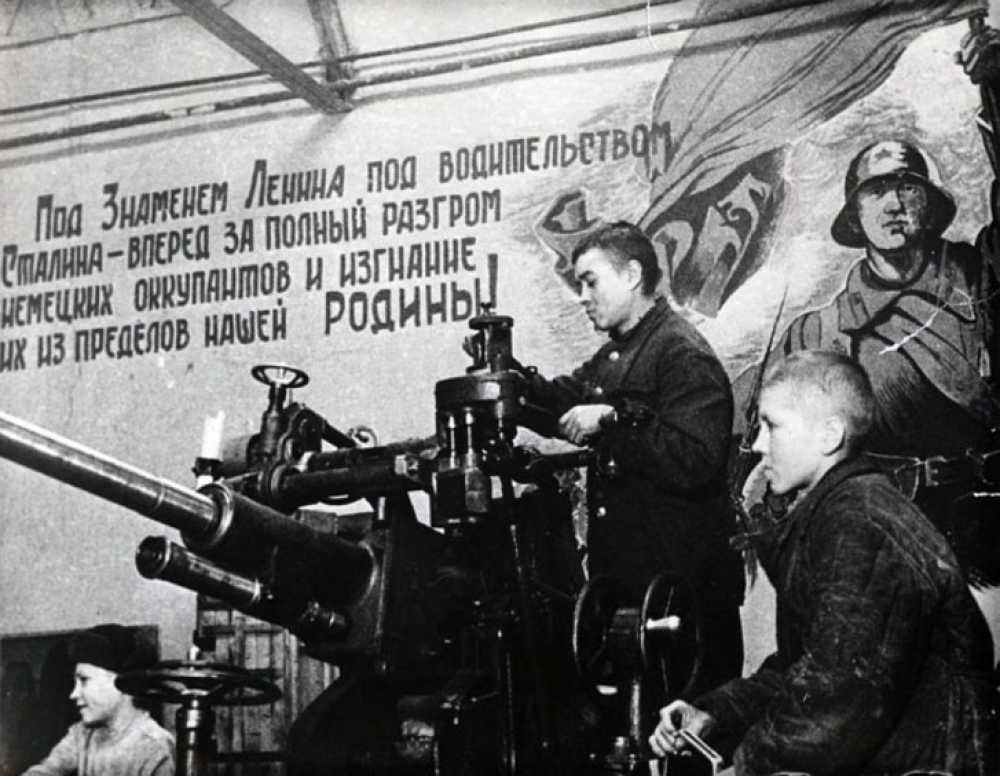 Под Знаменем Ленина под водительством
Сталина – вперед за полный разгром
немецких оккупантов и изгнание
их из пределов нашей Родины!